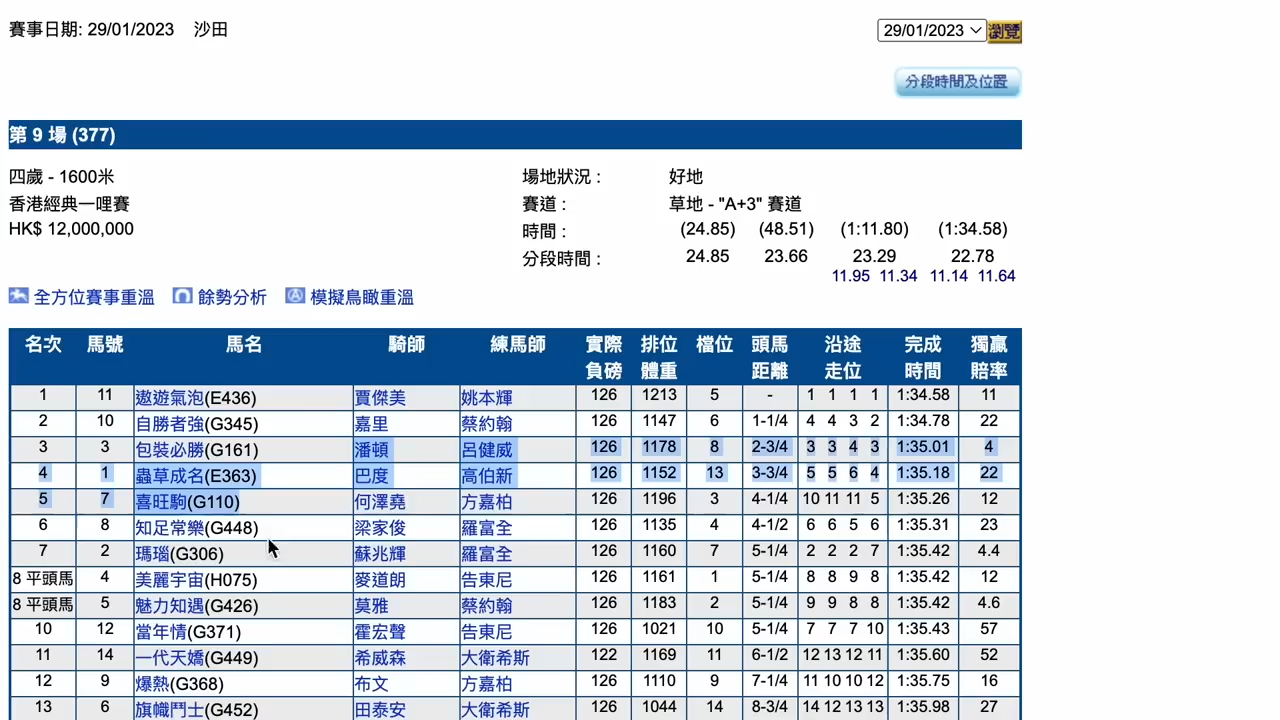 賽事日期: 29/01/2023 沙田
29/01/2023 瀏覽
分段時間及位置
第 9 場 (377)
四歲 - 1600米 場地狀況 : 好地
香港經典一哩賽 賽道 : 草地 - "A+3" 賽道
HK$ 12,000,000 時間 : (24.85) (48.51) (1:11.80) (1:34.58)
分段時間 : 24.85 23.66 23.29 22.78
11.95 11.34 11.14 11.64
全方位賽事重溫 餘勢分析 模擬鳥瞰重溫
名次 馬號 馬名 騎師 練馬師 實際負磅 排位體重 檔位 頭馬距離 沿途走位 完成時間 獨贏賠率
1 11 遨遊氣泡(E436) 賈傑美 姚本輝 126 1213 5 - 1 1 1 1 1:34.58 11
2 10 自勝者強(G345) 嘉里 蔡約翰 126 1147 6 1-1/4 4 4 3 2 1:34.78 22
3 3 包裝必勝(G161) 潘頓 呂健威 126 1178 8 2-3/4 3 3 4 3 1:35.01 4
4 1 蟲草成名(E363) 巴度 高伯新 126 1152 13 3-3/4 5 5 6 4 1:35.18 22
5 7 喜旺駒(G110) 何澤堯 方嘉柏 126 1196 3 4-1/4 10 11 11 5 1:35.26 12
6 8 知足常樂(G448) 梁家俊 羅富全 126 1135 4 4-1/2 6 6 5 6 1:35.31 23
7 2 瑪瑙(G306) 蘇兆輝 羅富全 126 1160 7 5-1/4 2 2 2 7 1:35.42 4.4
8 平頭馬 4 美麗宇宙(H075) 麥道朗 告東尼 126 1161 1 5-1/4 8 8 9 8 1:35.42 12
8 平頭馬 5 魅力知遇(G426) 莫雅 蔡約翰 126 1183 2 5-1/4 9 9 8 8 1:35.42 4.6
10 12 當年情(G371) 霍宏聲 告東尼 126 1021 10 5-1/4 7 7 7 10 1:35.43 57
11 14 一代天嬌(G449) 希威森 大衛希斯 122 1169 11 6-1/2 12 13 12 11 1:35.60 52
12 9 爆熱(G368) 布文 方嘉柏 126 1110 9 7-1/4 11 10 10 12 1:35.75 16
13 6 旗幟鬥士(G452) 田泰安 大衛希斯 126 1044 14 8-3/4 14 12 13 13 1:35.98 27